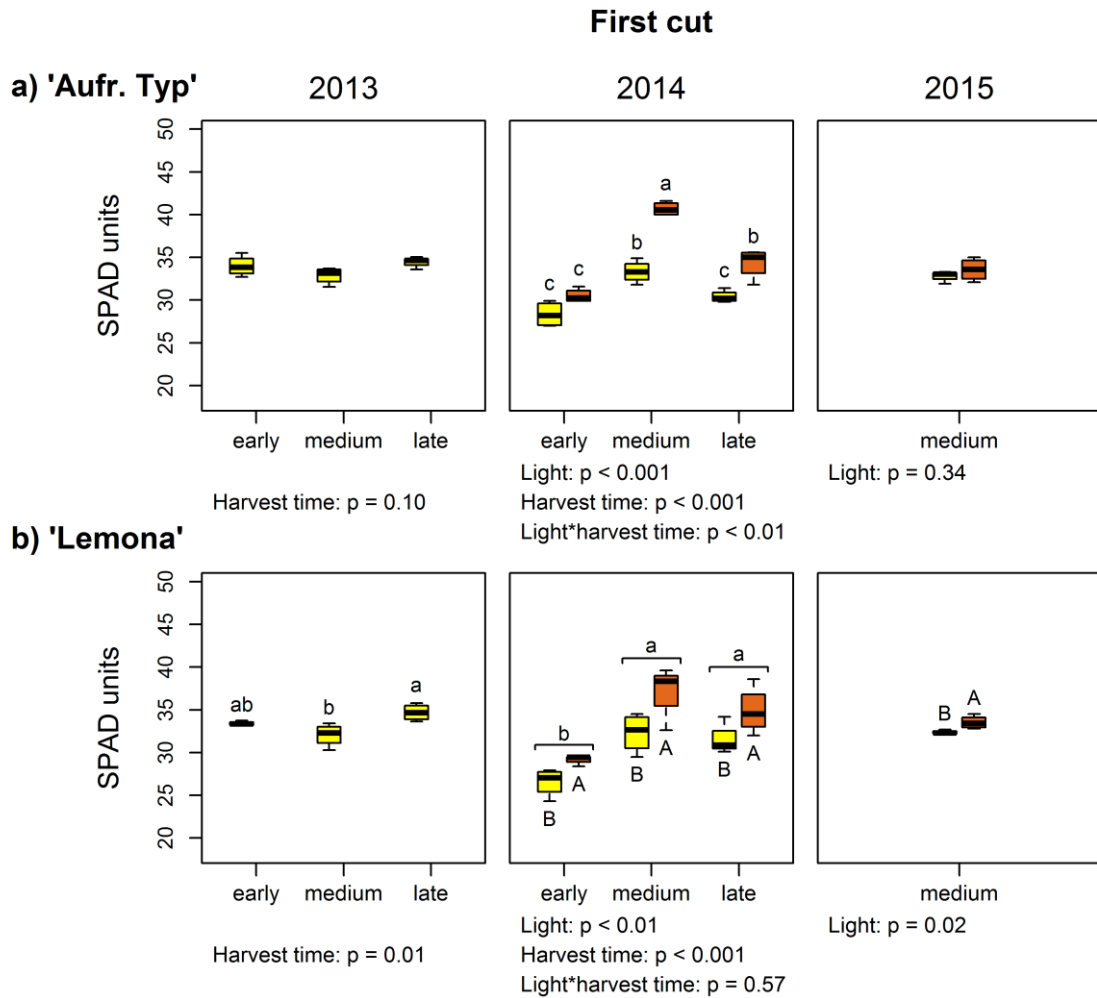 First cut
a) 'Aufr. Typ' 2013 2014 2015
50
45
40
35
30
25
20
SPAD units
a
b b
c c c
early medium late early medium late medium
Light: p < 0.001 Light: p = 0.34
Harvest time: p = 0.10 Harvest time: p < 0.001
Light*harvest time: p < 0.01
b) 'Lemona'
50
45
40
35
30
25
20
SPAD units
ab b a
b a a
B A B A B A
B A
early medium late early medium late medium
Light: p < 0.01 Light: p = 0.02
Harvest time: p = 0.01 Harvest time: p < 0.001
Light*harvest time: p = 0.57